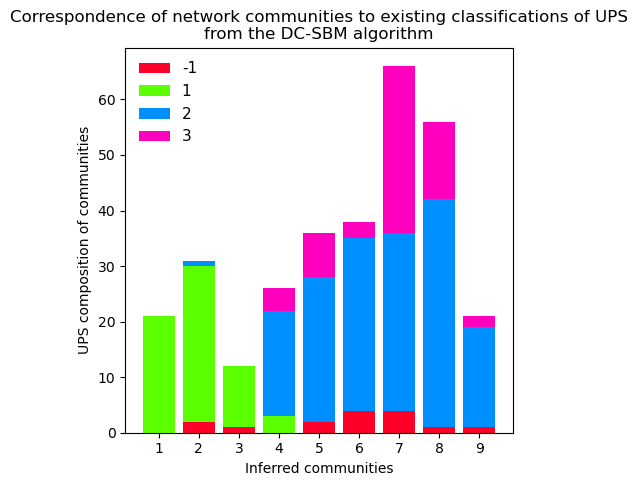 Correspondence of network communities to existing classifications of UPS
from the DC-SBM algorithm
-1
1
2
3
UPS composition of communities
60
50
40
30
20
10
0
1 2 3 4 5 6 7 8 9
Inferred communities